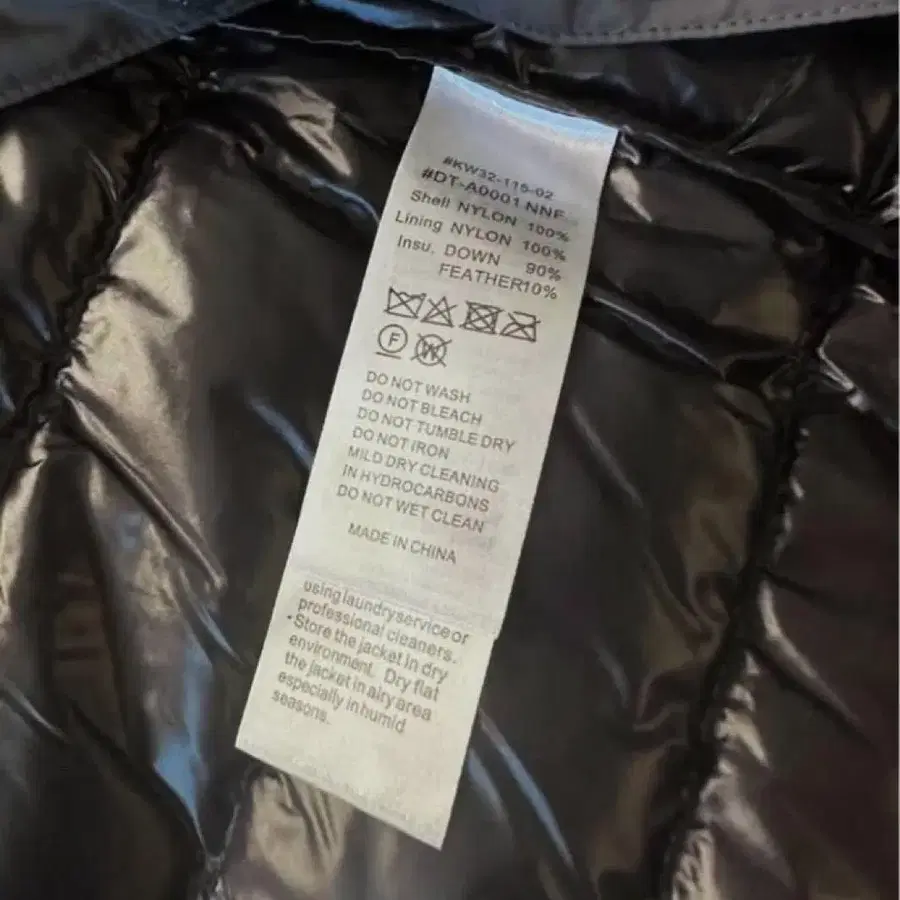 #KW32-115-02
#DT-A0001 NNF
Shell NYLON 100%
Lining NYLON 100%
Insu. DOWN 90%
FEATHER10%
F W
DO NOT WASH
DO NOT BLEACH
DO NOT TUMBLE DRY
DO NOT IRON
MILD DRY CLEANING
IN HYDROCARBONS
DO NOT WET CLEAN
MADE IN CHINA
using laundry service or
professional cleaners.
•Store the jacket in dry
environment. Dry flat
the jacket in airy area
especially in humid
seasons.